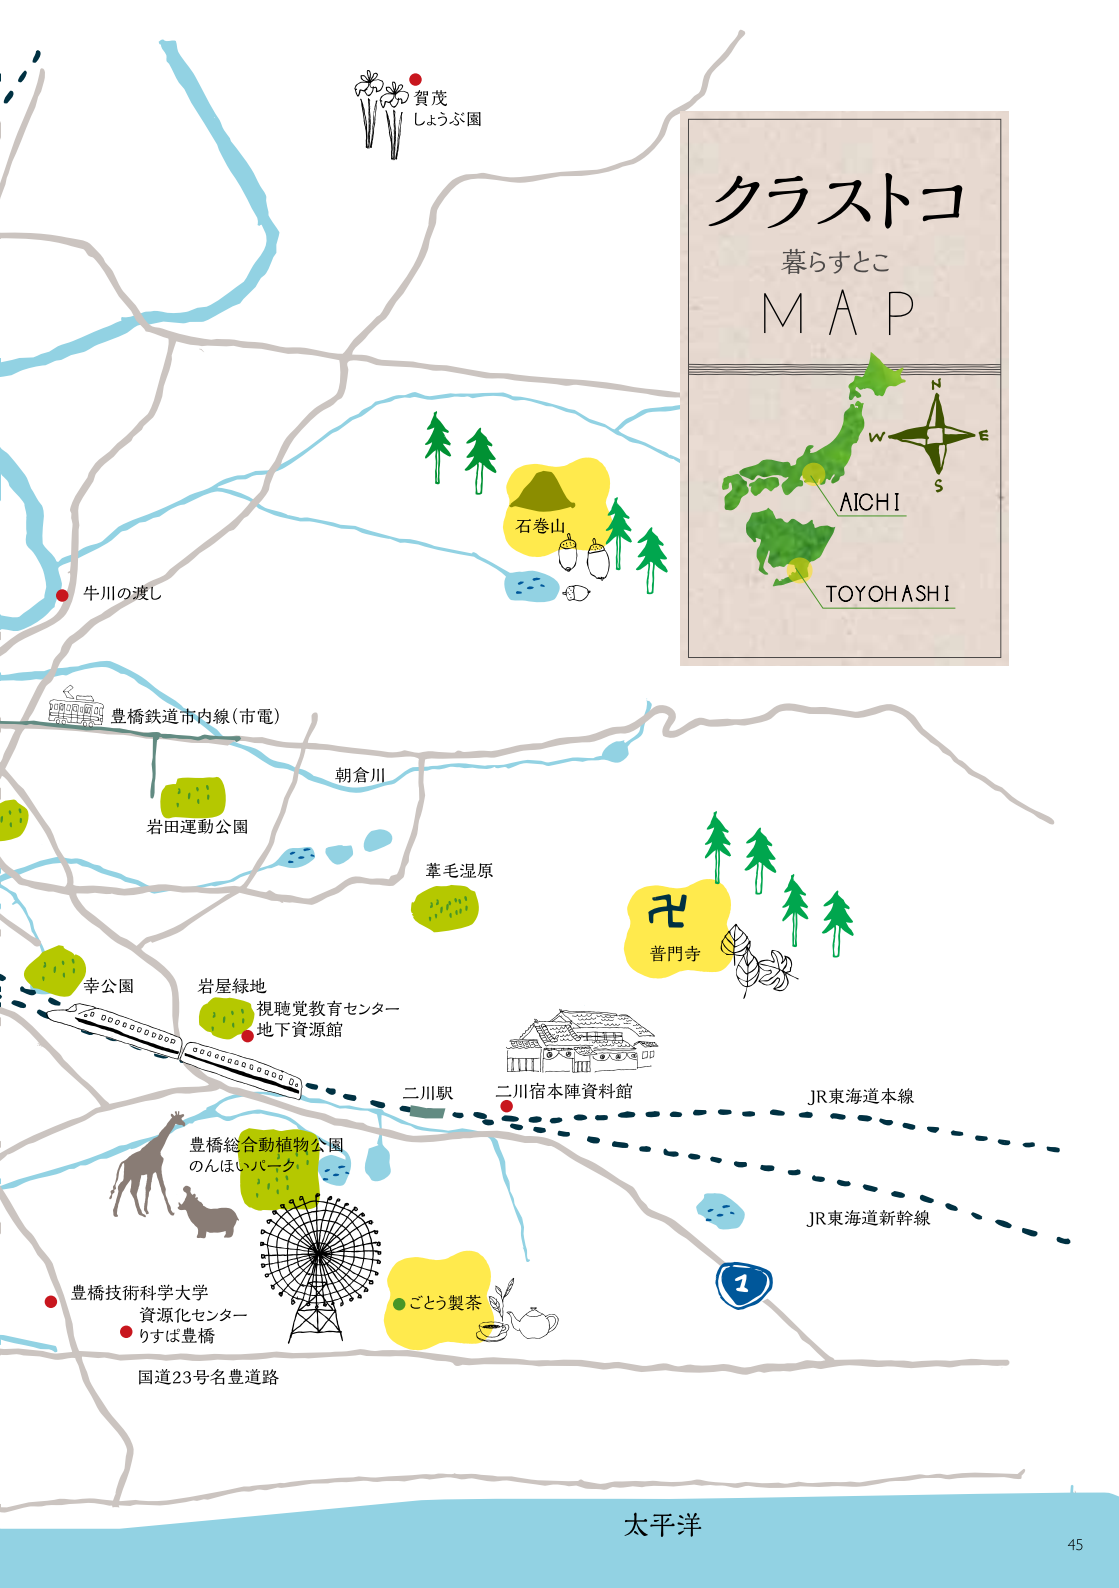 賀茂
しょうぶ園
クラストコ
暮らすとこ
MAP
N
W
E
S
AICHI
TOYOHASHI
石巻山
牛川の渡し
豊橋鉄道市内線（市電）
朝倉川
岩田運動公園
葦毛湿原
卍
普門寺
幸公園
岩屋緑地
視聴覚教育センター
地下資源館
二川駅
二川宿本陣資料館
JR東海道本線
豊橋総合動植物公園
のんほいパーク
JR東海道新幹線
1
豊橋技術科学大学
資源化センター
りすぱ豊橋
ごとう製茶
国道23号名豊道路
太平洋
45